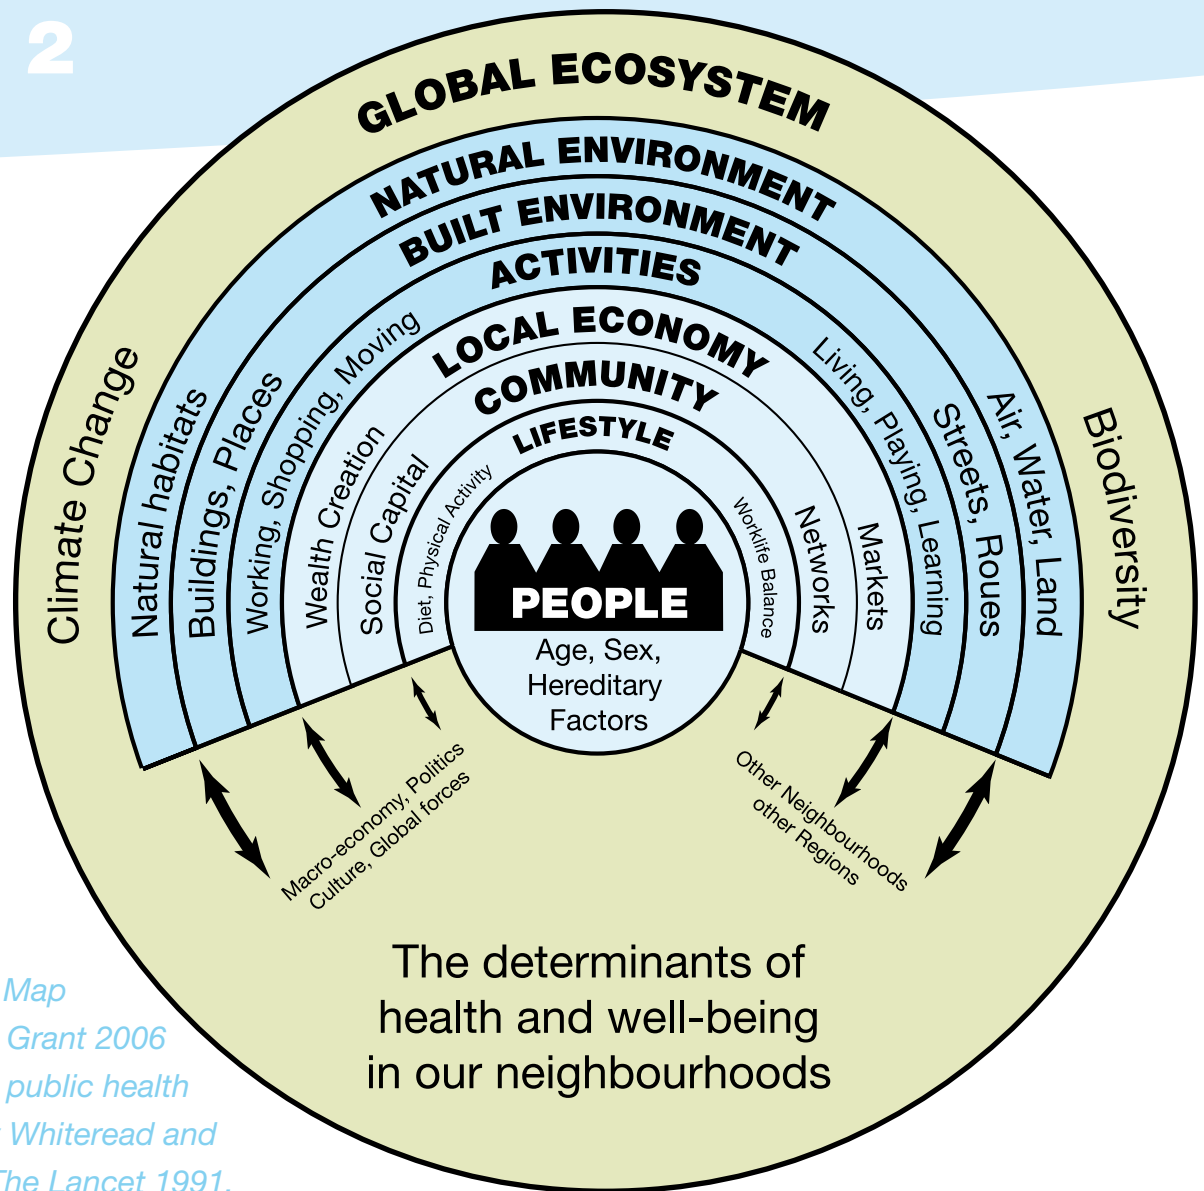 2
GLOBAL ECOSYSTEM
NATURAL ENVIRONMENT
BUILT ENVIRONMENT
ACTIVITIES
LOCAL ECONOMY
COMMUNITY
LIFESTYLE
Climate Change
Natural habitats
Buildings, Places
Working, Shopping, Moving
Wealth Creation
Social Capital
Diet, Physical Activity
Worklife Balance
Networks
Markets
Living, Playing, Learning
Streets, Roues
Air, Water, Land
Biodiversity
PEOPLE
Age, Sex,
Hereditary
Factors
Macro-economy, Politics
Culture, Global forces
Other Neighbourhoods
other Regions
The determinants of
health and well-being
in our neighbourhoods
Map
Grant 2006
public health
Whiteread and
The Lancet 1991.